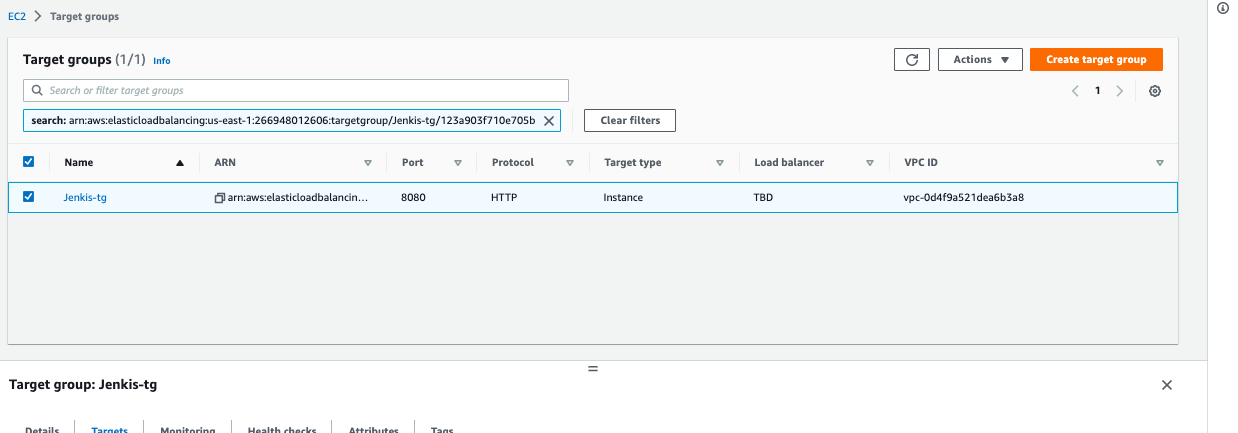 EC2 > Target groups
Target groups (1/1) Info
Actions
Create target group
Search or filter target groups
1
search: arn:aws:elasticloadbalancing:us-east-1:266948012606:targetgroup/Jenkis-tg/123a903f710e705b
Clear filters
Name ARN Port Protocol Target type Load balancer VPC ID
Jenkis-tg arn:aws:elasticloadbalancin... 8080 HTTP Instance TBD vpc-0d4f9a521dea6b3a8
Target group: Jenkis-tg
Details Targets Monitoring Health checks Attributes Tags